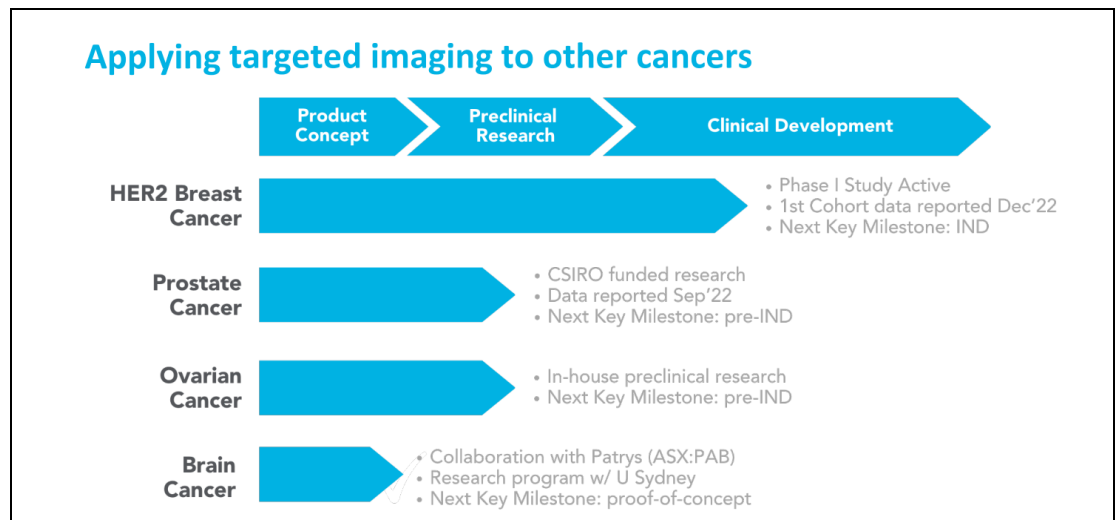 Applying targeted imaging to other cancers
Product
Concept
Preclinical
Research
Clinical Development
HER2 Breast
Cancer
• Phase I Study Active
• 1st Cohort data reported Dec'22
• Next Key Milestone: IND
Prostate
Cancer
• CSIRO funded research
• Data reported Sep'22
• Next Key Milestone: pre-IND
Ovarian
Cancer
• In-house preclinical research
• Next Key Milestone: pre-IND
Brain
Cancer
• Collaboration with Patrys (ASX:PAB)
• Research program w/ U Sydney
• Next Key Milestone: proof-of-concept